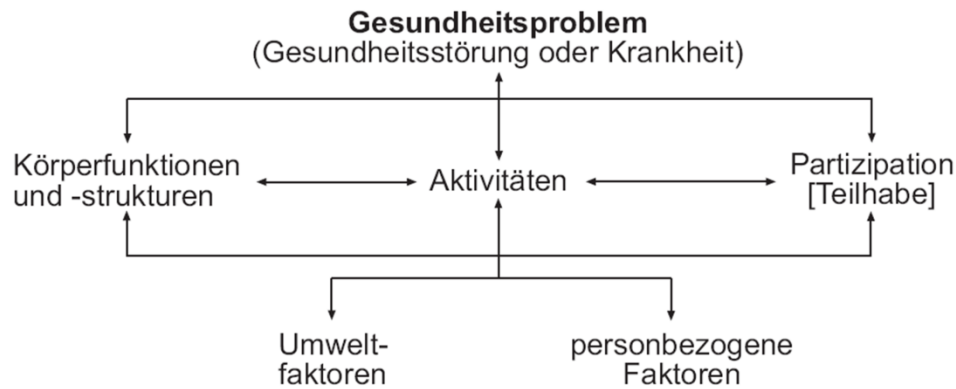 Gesundheitsproblem
(Gesundheitsstörung oder Krankheit)
Körperfunktionen
und -strukturen
Aktivitäten
Partizipation
[Teilhabe]
Umwelt-
faktoren
personbezogene
Faktoren